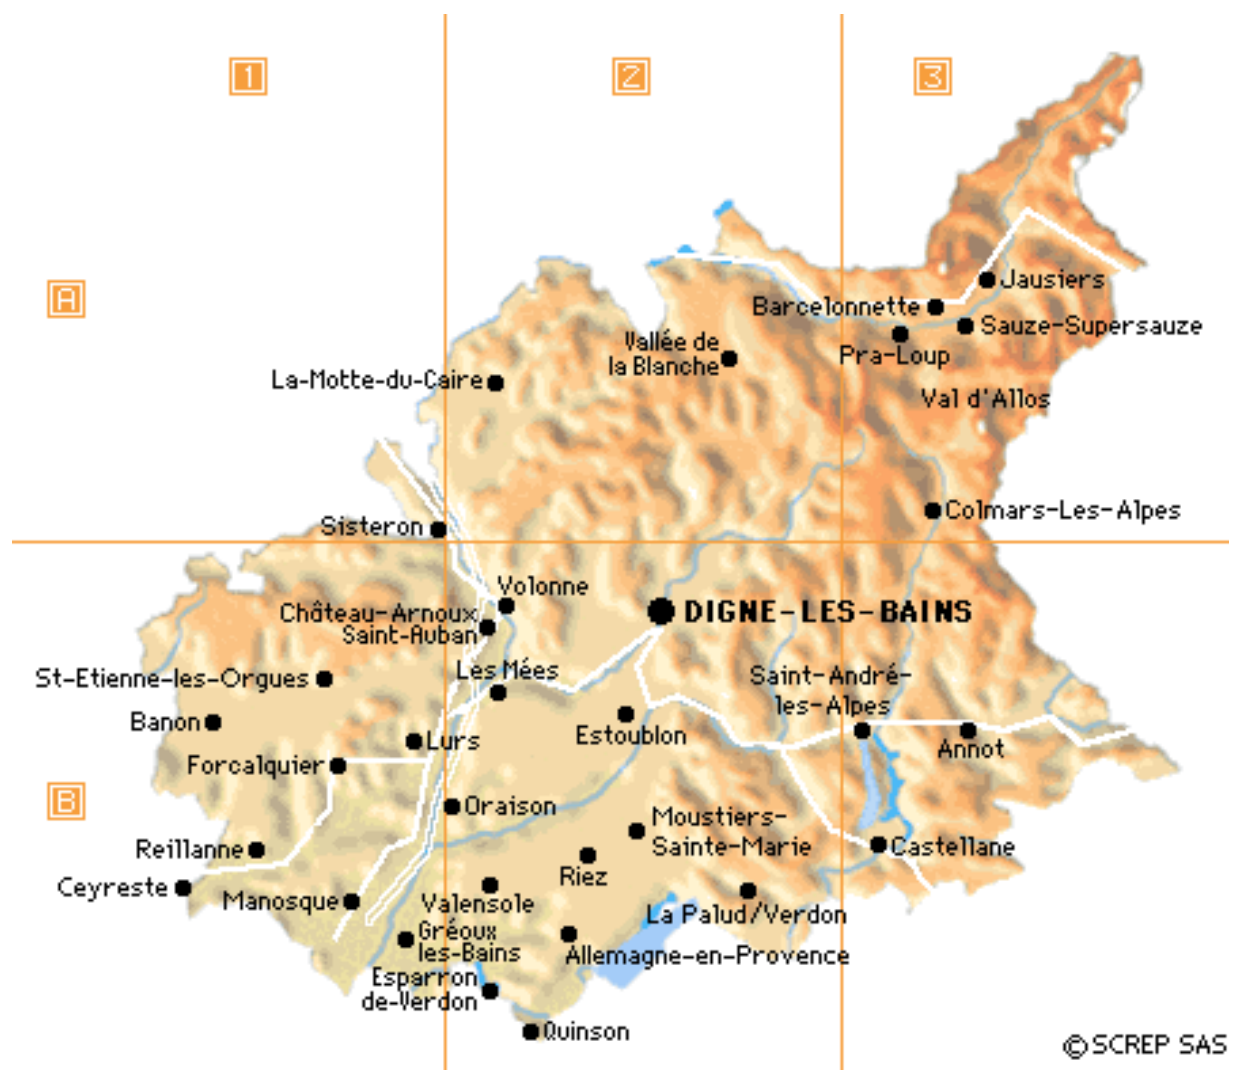 1
2
3
A
Jausiers
Barcelonnette
Sauze-Supersauze
Vallée de
la Blanche
Pra-Loup
La-Motte-du-Caire
Val d'Allos
Colmars-Les-Alpes
Sisteron
Volonne
Château-Arnoux
Saint-Auban
DIGNE-LES-BAINS
Les Mées
St-Etienne-les-Orgues
Saint-André-
les-Alpes
Banon
Estoublon
Lurs
Annot
Forcalquier
B
Oraison
Moustiers-
Sainte-Marie
Reillanne
Castellane
Riez
Ceyreste
Manosque
Valensole
La Palud/Verdon
Gréoux
les-Bains
Allemagne-en-Provence
Esparron
de-Verdon
Quinson
©SCREP SAS